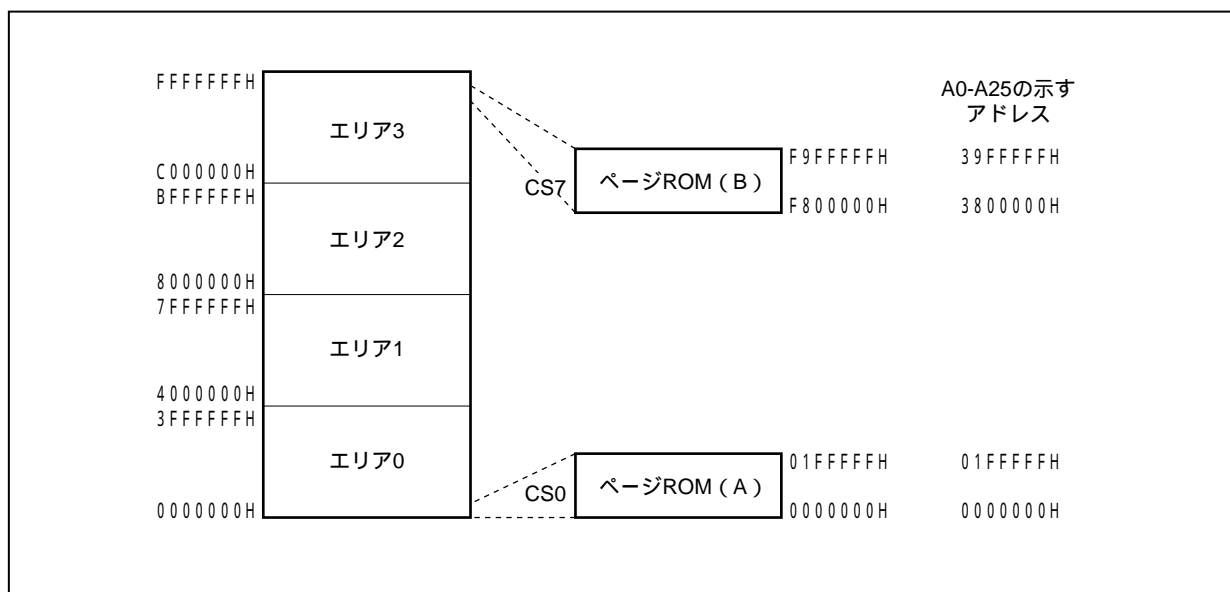 FFFFFFFH
エリア3
C000000H
BFFFFFFH
エリア2
8000000H
7FFFFFFH
エリア1
4000000H
3FFFFFFH
エリア0
0000000H
A0-A25の示す
アドレス
CS7
ページROM（B）
F9FFFFFH 39FFFFFH
F800000H 3800000H
CS0
ページROM（A）
01FFFFFH 01FFFFFH
0000000H 0000000H